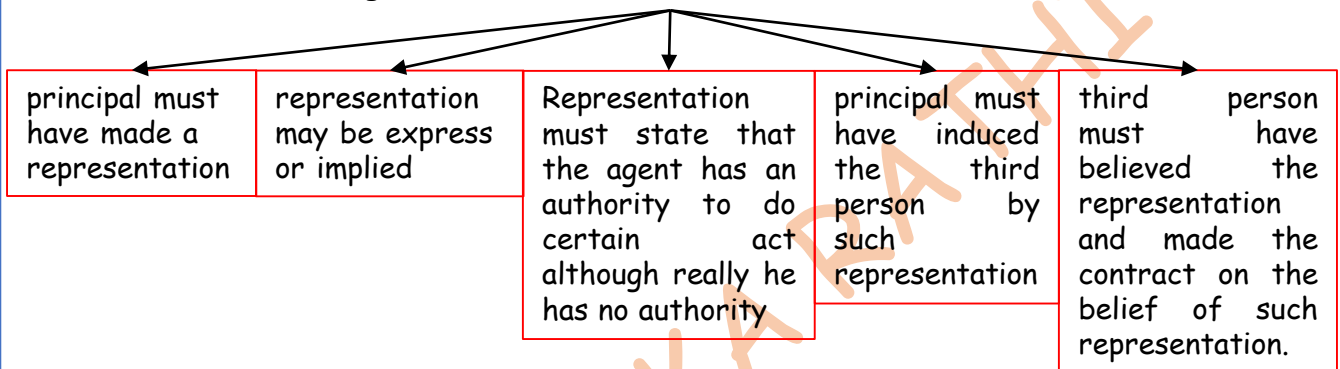 principal must
have made a
representation
representation
may be express
or implied
Representation
must state that
the agent has an
authority to do
certain act
although really he
has no authority
principal must
have induced
the third
person by
such
representation
third person
must have
believed the
representation
and made the
contract on the
belief of such
representation.
KA RATHI